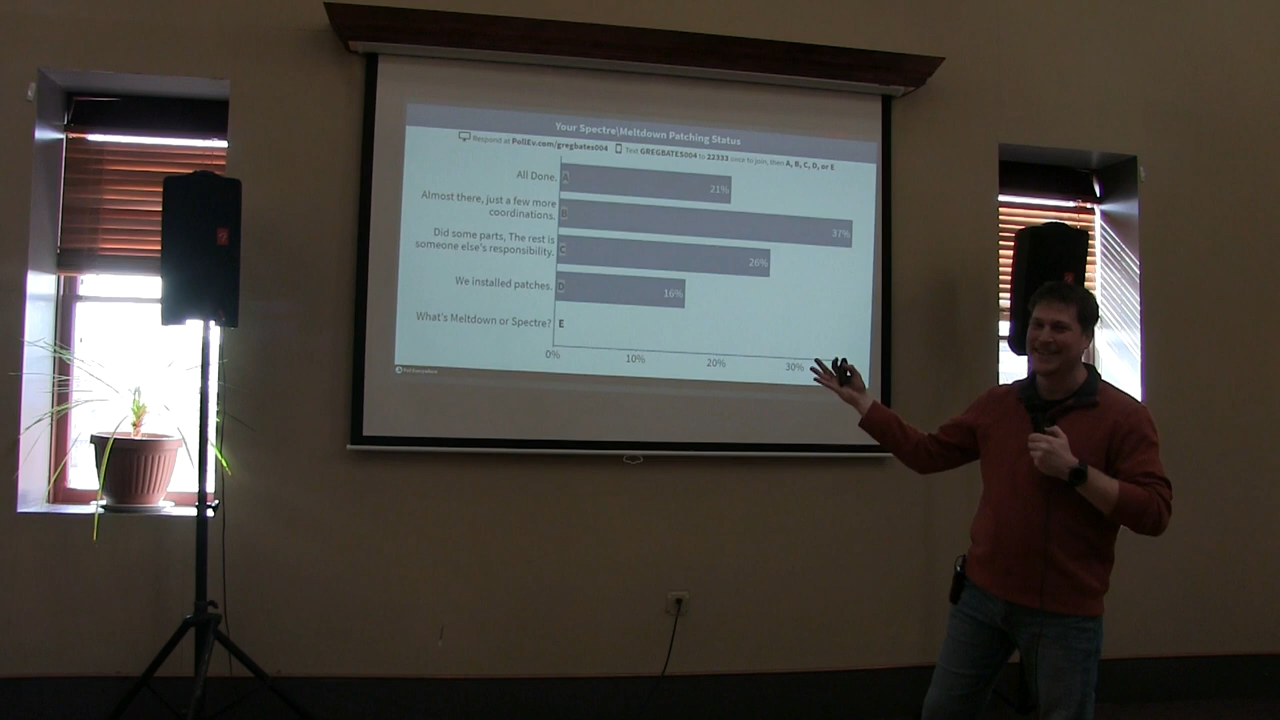 Your Spectre\Meltdown Patching Status
Respond at PollEv.com/gregbates004 Text GREGBATES004 to 22333 once to join, then A, B, C, D, or E
All Done. A 21%
Almost there, just a few more
coordinations. B 37%
Did some parts, The rest is
someone else's responsibility. C 26%
We installed patches. D 16%
What's Meltdown or Spectre? E
0% 10% 20% 30%
Poll Everywhere